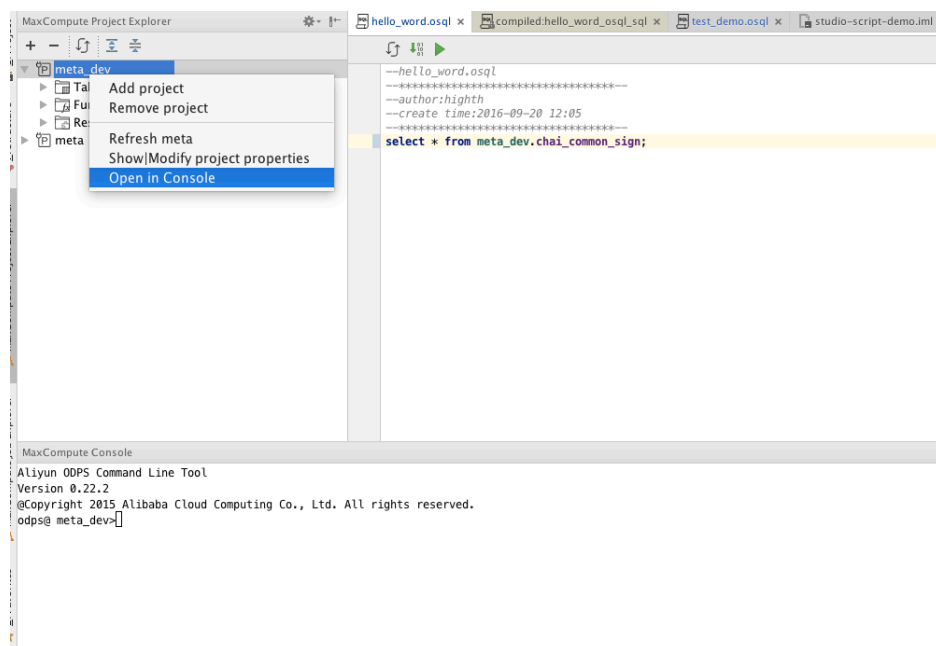 MaxCompute Project Explorer
hello_word.osql
compiled:hello_word_osql_sql
test_demo.osql
studio-script-demo.iml
meta_dev
Ta
Fu
Re
meta
Add project
Remove project
Refresh meta
Show|Modify project properties
Open in Console
--hello_word.osql
--**********************************--
--author:highth
--create time:2016-09-20 12:05
--**********************************--
select * from meta_dev.chai_common_sign;
MaxCompute Console
Aliyun ODPS Command Line Tool
Version 0.22.2
@Copyright 2015 Alibaba Cloud Computing Co., Ltd. All rights reserved.
odps@ meta_dev>